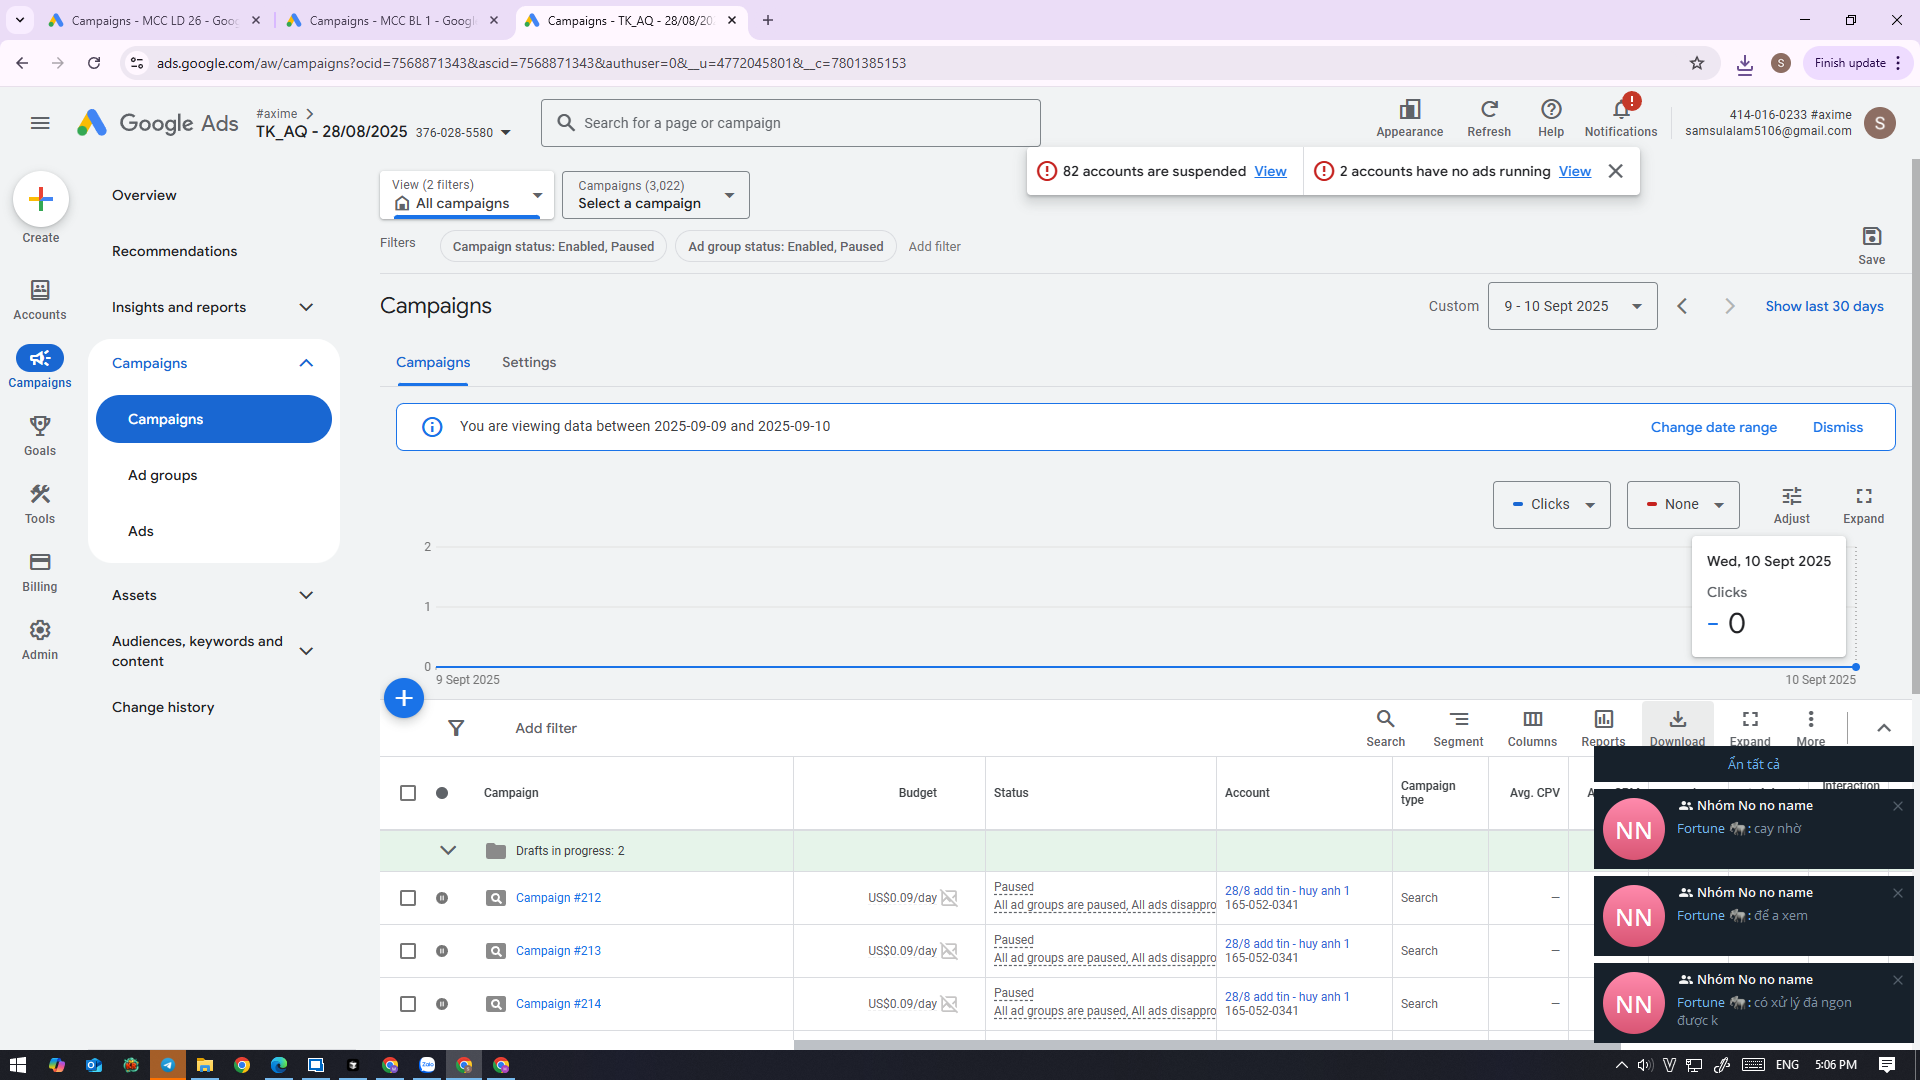 Campaigns - MCC LD 26 - Goog
Campaigns - MCC BL 1 - Google
Campaigns - TK_AQ - 28/08/202
ads.google.com/aw/campaigns?ocid=7568871343&ascid=7568871343&authuser=0&__u=4772045801&__c=7801385153
S
Finish update
Google Ads
#axime
TK_AQ - 28/08/2025 376-028-5580
Search for a page or campaign
Appearance
Refresh
Help
Notifications
414-016-0233 #axime
samsulalam5106@gmail.com
S
82 accounts are suspended View
2 accounts have no ads running View
Create
Accounts
Campaigns
Goals
Tools
Billing
Admin
Overview
Recommendations
Insights and reports
Campaigns
Campaigns
Ad groups
Ads
Assets
Audiences, keywords and
content
Change history
View (2 filters)
All campaigns
Campaigns (3,022)
Select a campaign
Filters
Campaign status: Enabled, Paused
Ad group status: Enabled, Paused
Add filter
Save
Campaigns
Custom
9 - 10 Sept 2025
Show last 30 days
Campaigns
Settings
You are viewing data between 2025-09-09 and 2025-09-10
Change date range
Dismiss
Clicks
None
Adjust
Expand
2
1
0
9 Sept 2025
10 Sept 2025
Wed, 10 Sept 2025
Clicks
0
Add filter
Search
Segment
Columns
Reports
Download
Expand
More
Campaign
Budget
Status
Account
Campaign
type
Avg. CPV
Interaction
Drafts in progress: 2
Campaign #212
US$0.09/day
Paused
All ad groups are paused, All ads disappro
28/8 add tin - huy anh 1
165-052-0341
Search
–
Campaign #213
US$0.09/day
Paused
All ad groups are paused, All ads disappro
28/8 add tin - huy anh 1
165-052-0341
Search
–
Campaign #214
US$0.09/day
Paused
All ad groups are paused, All ads disappro
28/8 add tin - huy anh 1
165-052-0341
Search
–
Ẩn tất cả
NN
Nhóm No no name
Fortune 🐘: cay nhờ
NN
Nhóm No no name
Fortune 🐘: để a xem
NN
Nhóm No no name
Fortune 🐘: có xử lý đá ngọn
được k
Zalo
ENG
5:06 PM